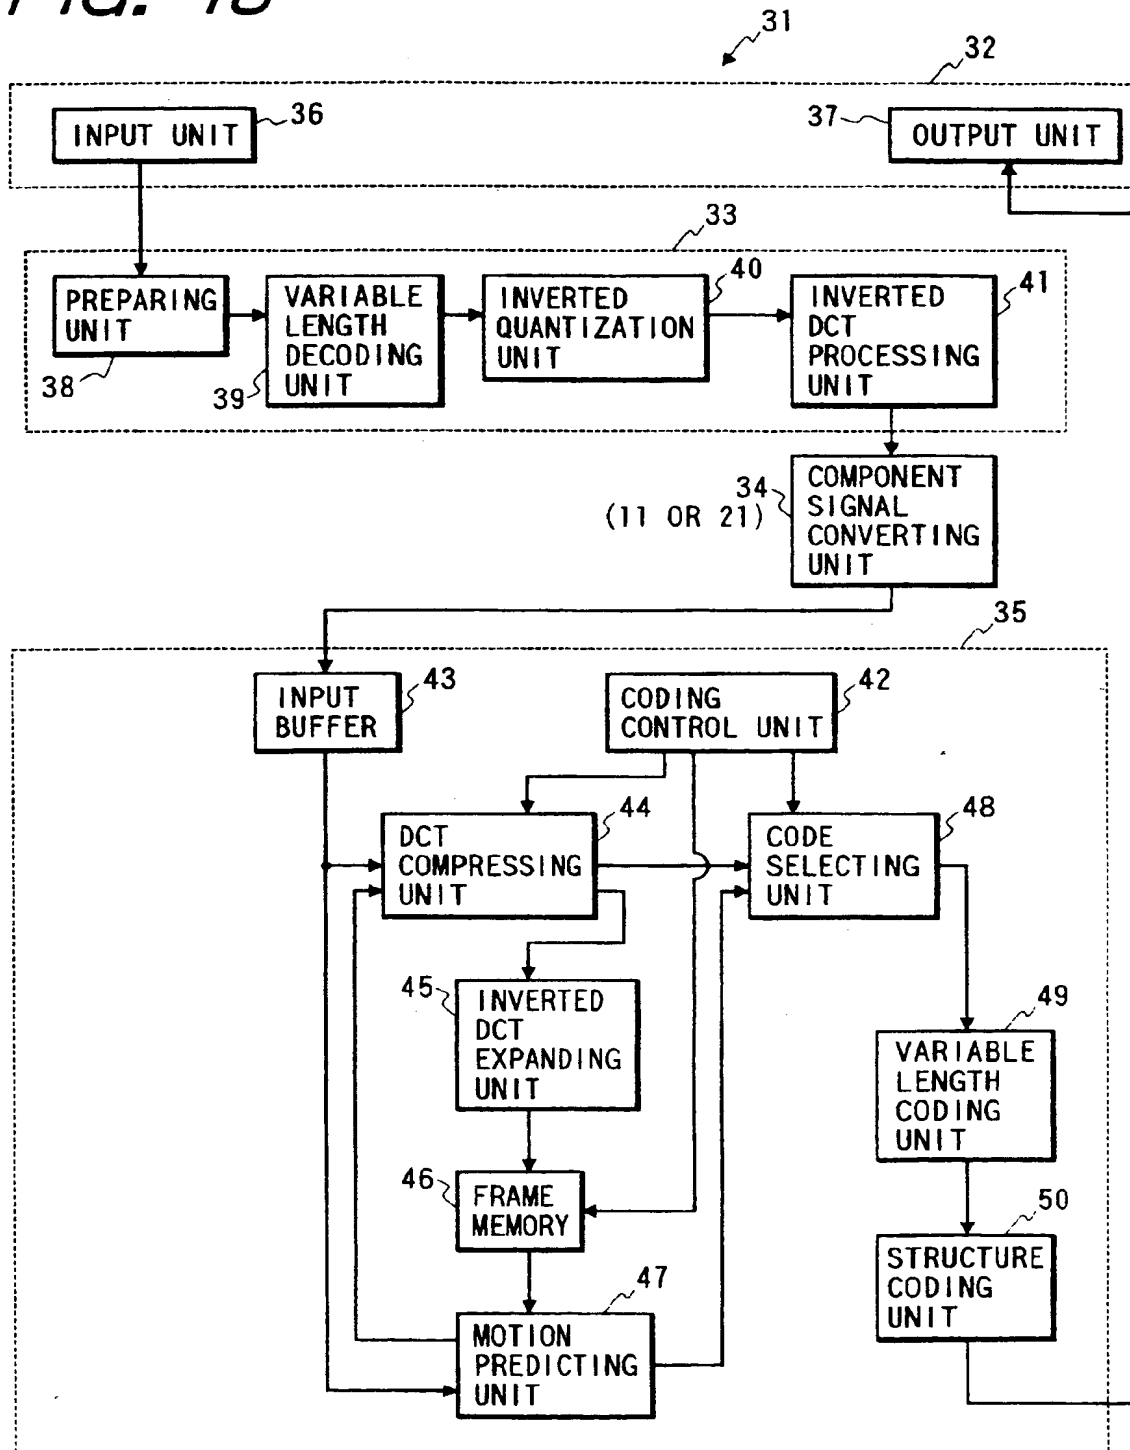 31
32
INPUT UNIT
36
37
OUTPUT UNIT
33
PREPARING
UNIT
38
VARIABLE
LENGTH
DECODING
UNIT
39
INVERTED
QUANTIZATION
UNIT
40
INVERTED
DCT
PROCESSING
UNIT
41
34
(11 OR 21)
COMPONENT
SIGNAL
CONVERTING
UNIT
35
INPUT
BUFFER
43
CODING
CONTROL UNIT
42
DCT
COMPRESSING
UNIT
44
CODE
SELECTING
UNIT
48
45
INVERTED
DCT
EXPANDING
UNIT
49
VARIABLE
LENGTH
CODING
UNIT
46
FRAME
MEMORY
50
STRUCTURE
CODING
UNIT
47
MOTION
PREDICTING
UNIT